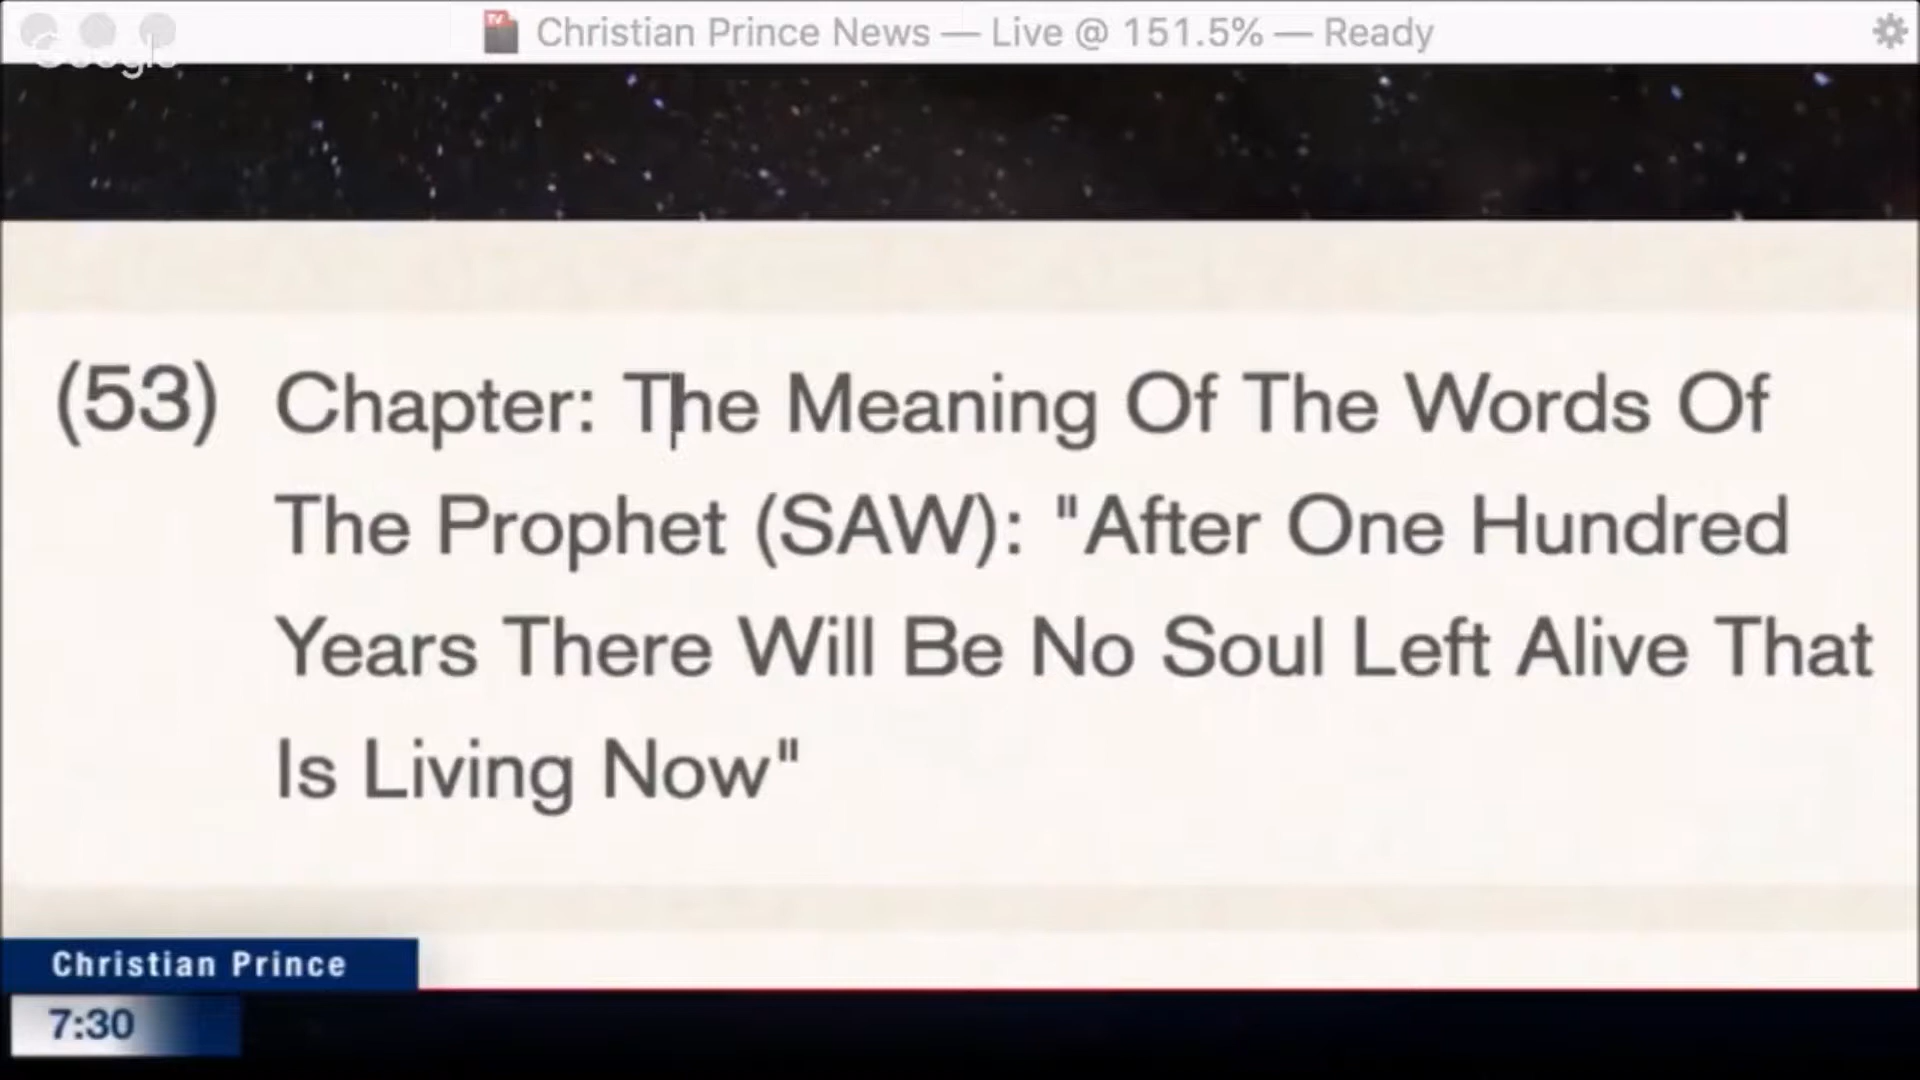 Christian Prince News — Live @ 151.5% — Ready
Google
(53) Chapter: The Meaning Of The Words Of
The Prophet (SAW): "After One Hundred
Years There Will Be No Soul Left Alive That
Is Living Now"
Christian Prince
7:30